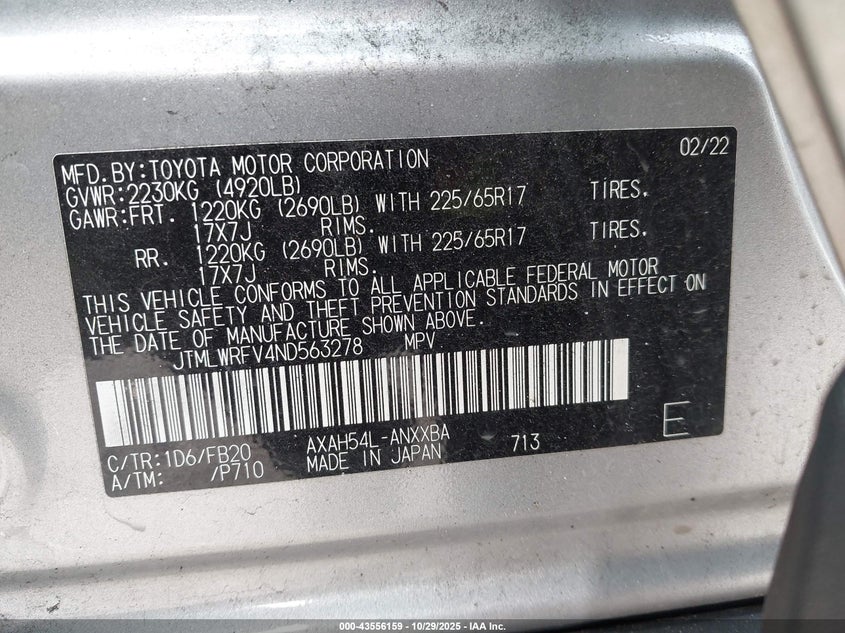 MFD.BY:TOYOTA MOTOR CORPORATION 02/22
GVWR:2230KG (4920LB)
GAWR:FRT. 1220KG (2690LB) WITH 225/65R17 TIRES.
17X7J RIMS.
RR. 1220KG (2690LB) WITH 225/65R17 TIRES.
17X7J RIMS.
THIS VEHICLE CONFORMS TO ALL APPLICABLE FEDERAL MOTOR
VEHICLE SAFETY AND THEFT PREVENTION STANDARDS IN EFFECT ON
THE DATE OF MANUFACTURE SHOWN ABOVE.
JTMLWRFV4ND563278 MPV
C/TR:1D6/FB20 AXAH54L-ANXXBA 713 E
A/TM: /P710 MADE IN JAPAN
000-43556159 | 10/29/2025 | IAA Inc.